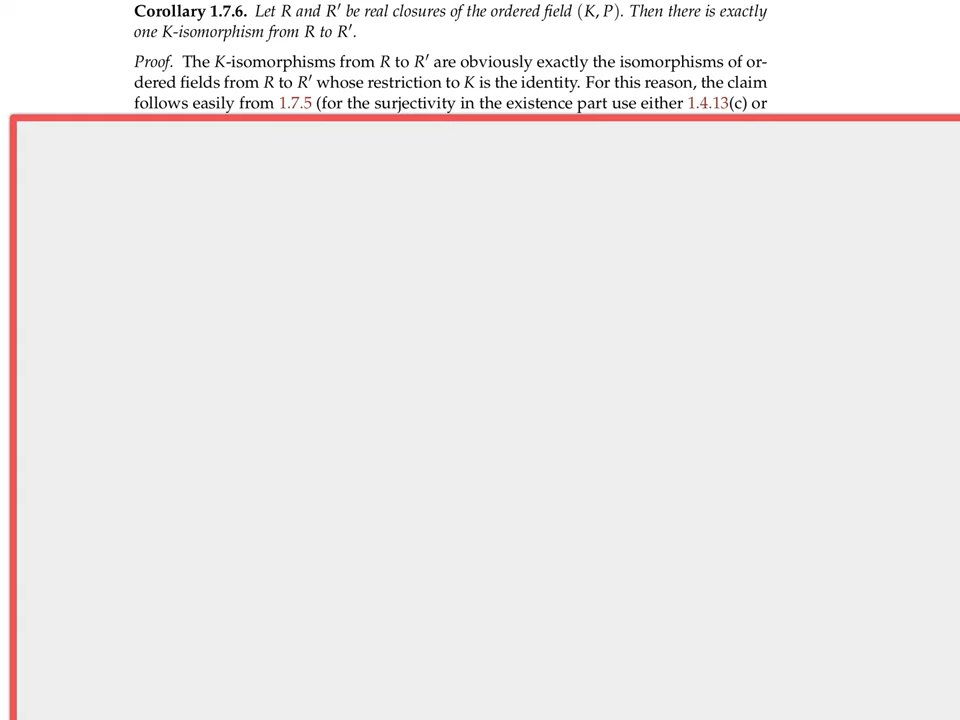 Corollary 1.7.6. Let R and R′ be real closures of the ordered field (K, P). Then there is exactly
one K-isomorphism from R to R′.
Proof. The K-isomorphisms from R to R′ are obviously exactly the isomorphisms of or-
dered fields from R to R′ whose restriction to K is the identity. For this reason, the claim
follows easily from 1.7.5 (for the surjectivity in the existence part use either 1.4.13(c) or